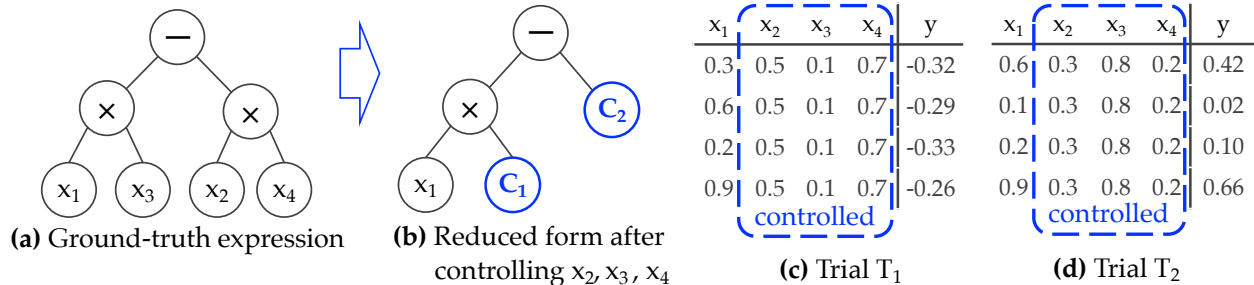 −
× ×
x₁ x₃ x₂ x₄
(a) Ground-truth expression
−
× C₂
x₁ C₁
(b) Reduced form after
controlling x₂, x₃ , x₄
x₁ x₂ x₃ x₄ y
0.3 0.5 0.1 0.7 -0.32
0.6 0.5 0.1 0.7 -0.29
0.2 0.5 0.1 0.7 -0.33
0.9 0.5 0.1 0.7 -0.26
controlled
(c) Trial T₁
x₁ x₂ x₃ x₄ y
0.6 0.3 0.8 0.2 0.42
0.1 0.3 0.8 0.2 0.02
0.2 0.3 0.8 0.2 0.10
0.9 0.3 0.8 0.2 0.66
controlled
(d) Trial T₂